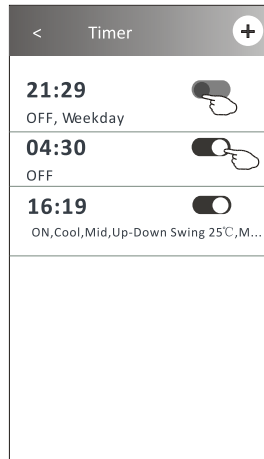 < Timer +
21:29
OFF, Weekday
04:30
OFF
16:19
ON,Cool,Mid,Up-Down Swing 25℃,M...